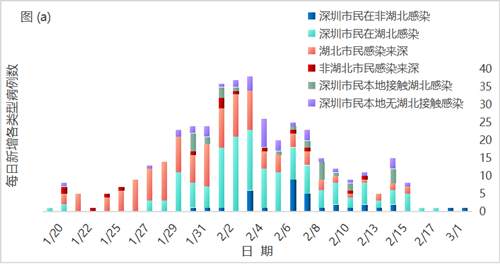 图 (a)
深圳市民在非湖北感染
深圳市民在湖北感染
湖北市民感染来深
非湖北市民感染来深
深圳市民本地接触湖北感染
深圳市民本地无湖北接触感染
每日新增各类型病例数
40
35
30
25
20
15
10
5
0
1/20
1/22
1/25
1/27
1/29
1/31
2/2
2/4
2/6
2/8
2/10
2/13
2/15
2/17
3/1
日 期